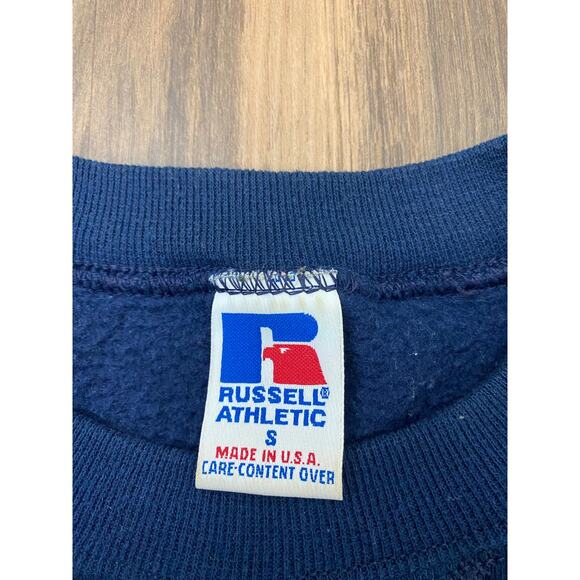 RUSSELL®
ATHLETIC
S
MADE IN U.S.A.
CARE-CONTENT OVER